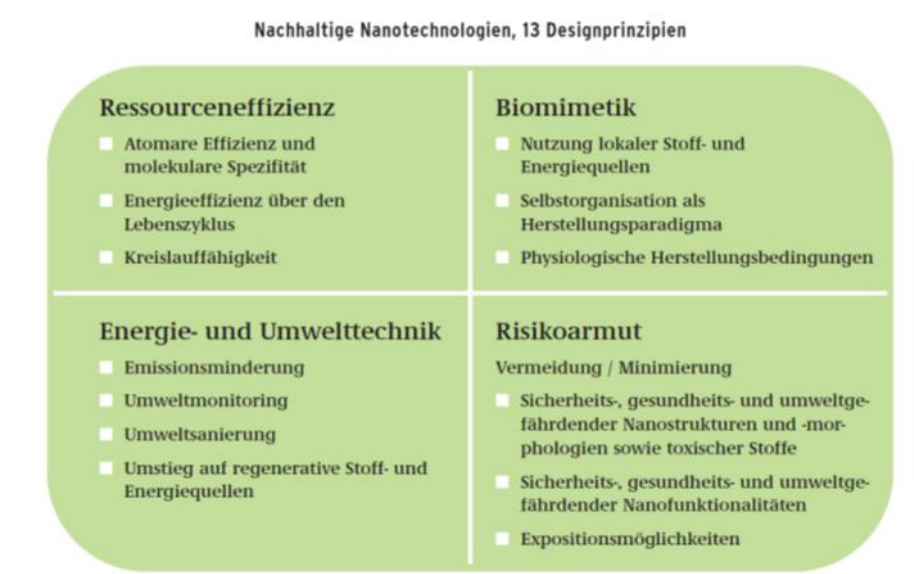 Nachhaltige Nanotechnologien, 13 Designprinzipien
Ressourceneffizienz
Atomare Effizienz und
molekulare Spezifität
Energieeffizienz über den
Lebenszyklus
Kreislauffähigkeit
Biomimetik
Nutzung lokaler Stoff- und
Energiequellen
Selbstorganisation als
Herstellungsparadigma
Physiologische Herstellungsbedingungen
Energie- und Umwelttechnik
Emissionsminderung
Umweltmonitoring
Umweltsanierung
Umstieg auf regenerative Stoff- und
Energiequellen
Risikoarmut
Vermeidung / Minimierung
Sicherheits-, gesundheits- und umweltge-
fährdender Nanostrukturen und -mor-
phologien sowie toxischer Stoffe
Sicherheits-, gesundheits- und umweltge-
fährdender Nanofunktionalitäten
Expositionsmöglichkeiten